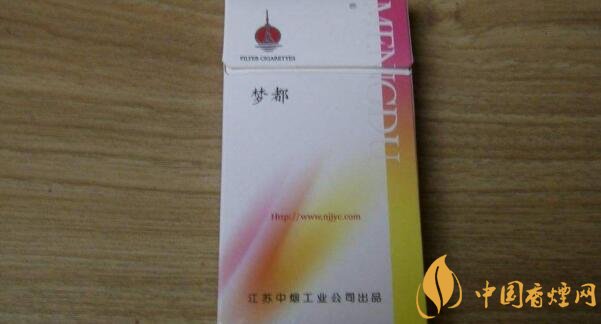 FILTER CIGARETTES
MENGDU
梦都
Http://www.njjyc.com
江苏中烟工业公司出品
中国香烟网